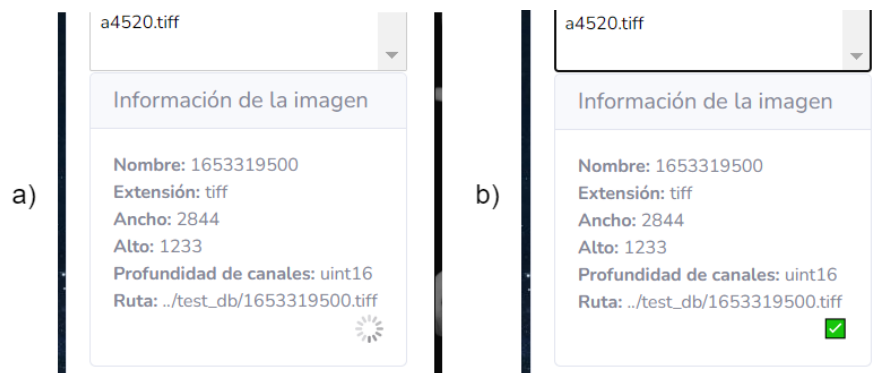 a)
a4520.tiff
Información de la imagen
Nombre: 1653319500
Extensión: tiff
Ancho: 2844
Alto: 1233
Profundidad de canales: uint16
Ruta: ../test_db/1653319500.tiff
b)
a4520.tiff
Información de la imagen
Nombre: 1653319500
Extensión: tiff
Ancho: 2844
Alto: 1233
Profundidad de canales: uint16
Ruta: ../test_db/1653319500.tiff